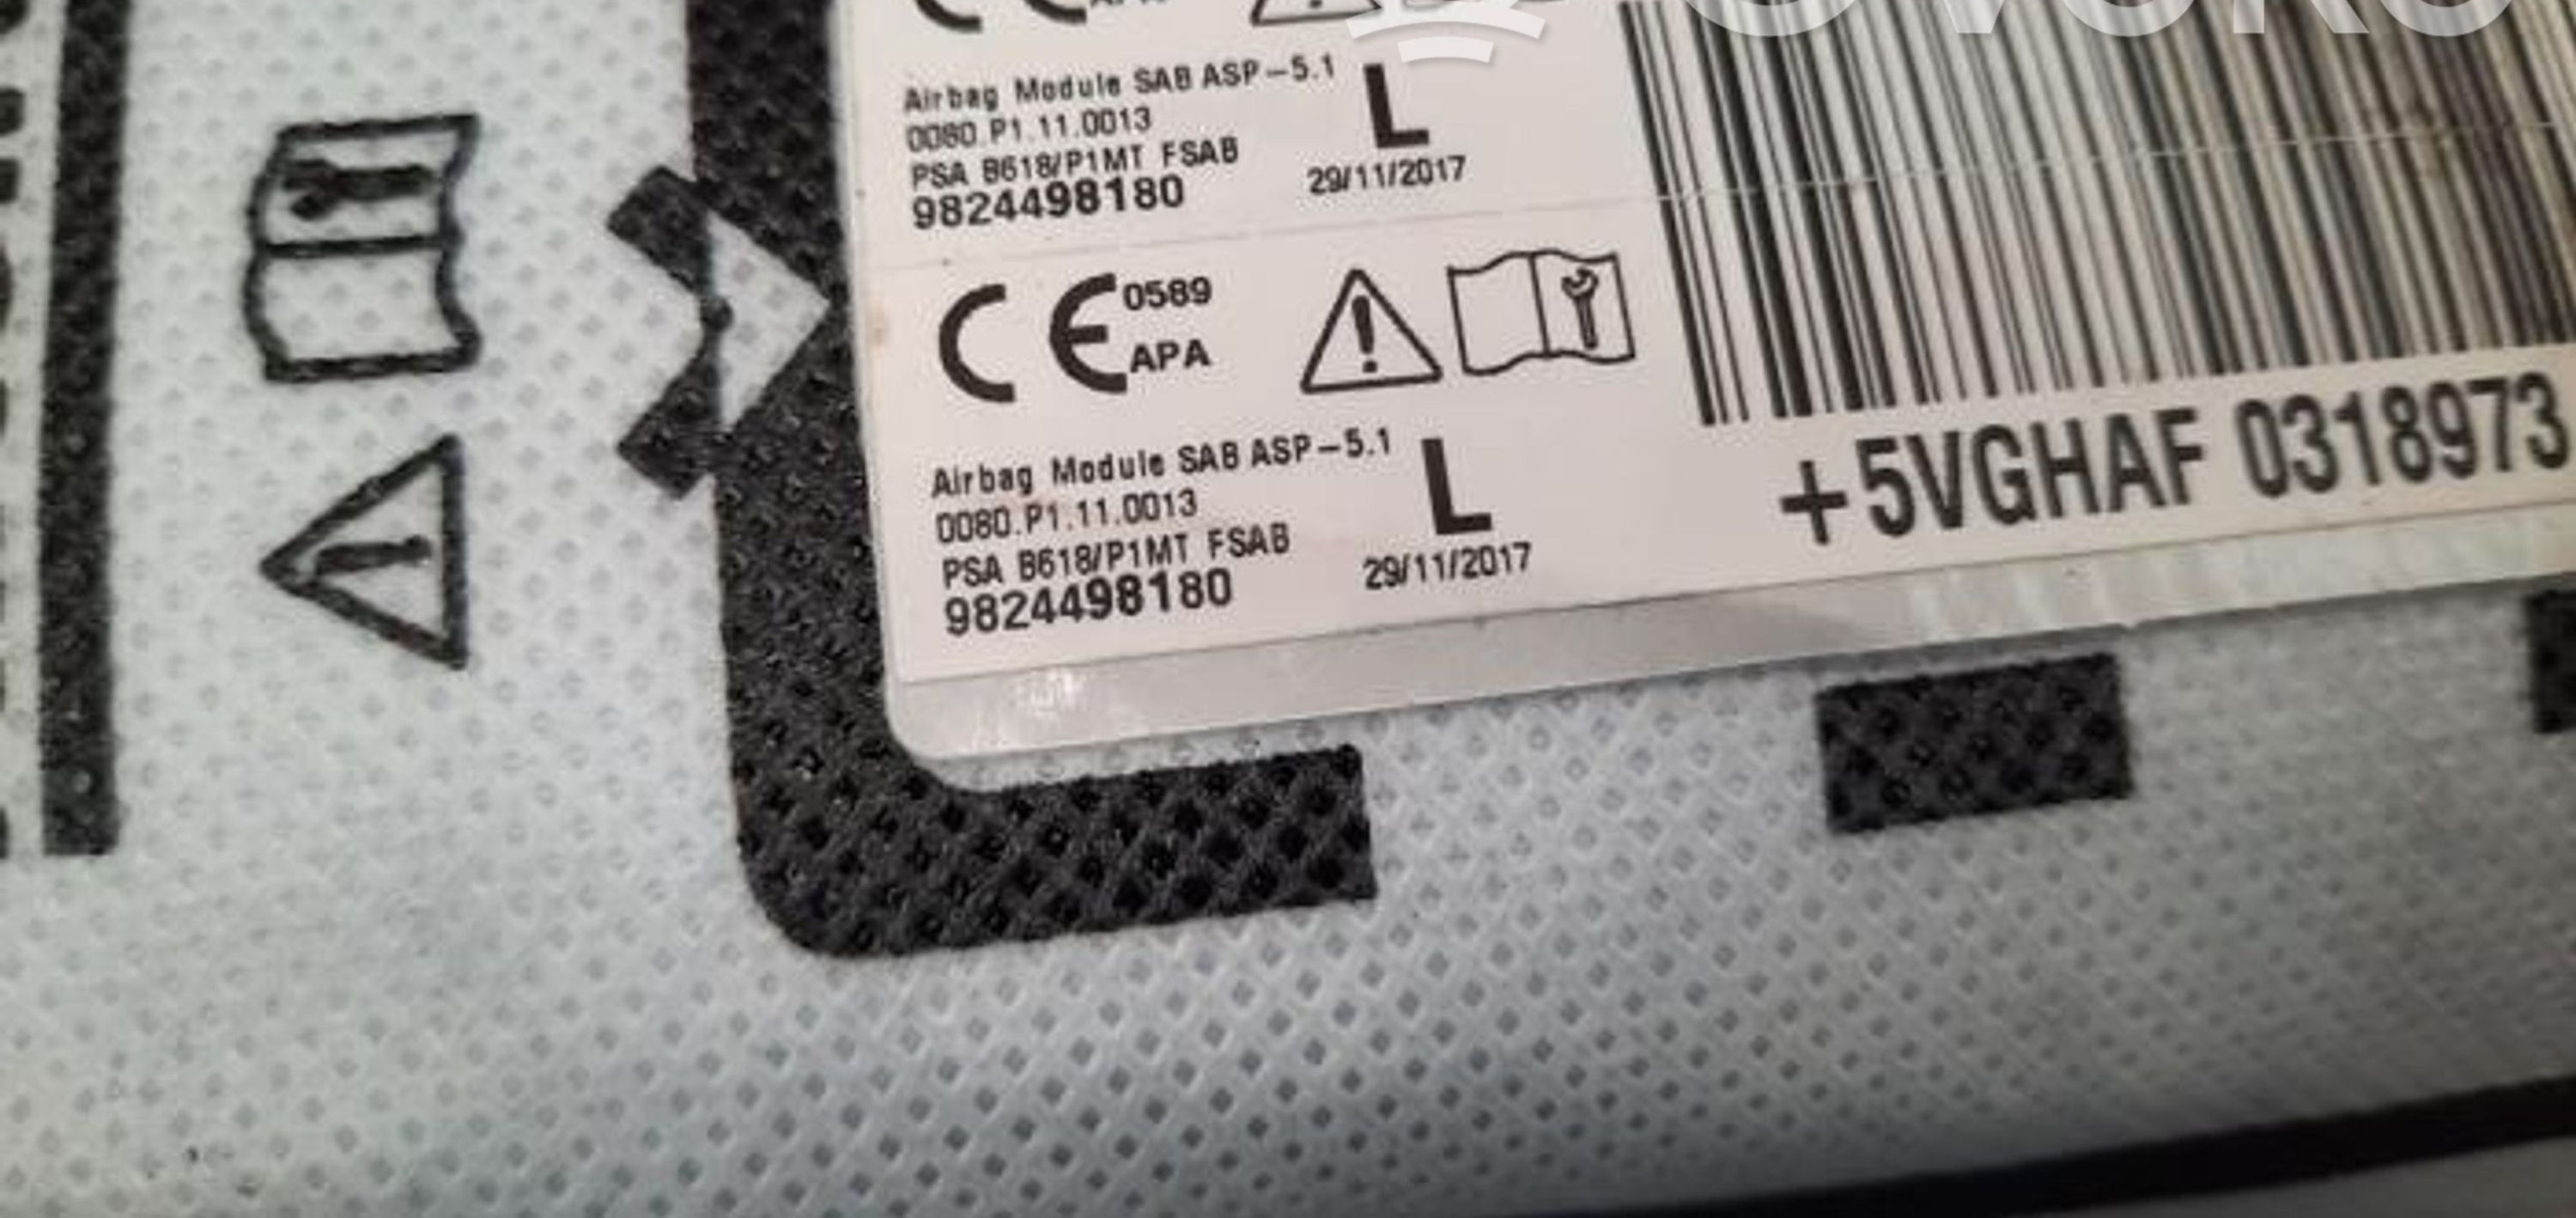 Airbag Module SAB ASP-5.1
0080.P1.11.0013
PSA B618/P1MT FSAB
9824498180
L
29/11/2017
CE 0589
APA
Airbag Module SAB ASP-5.1
0080.P1.11.0013
PSA B618/P1MT FSAB
9824498180
L
29/11/2017
+5VGHAF 0318973